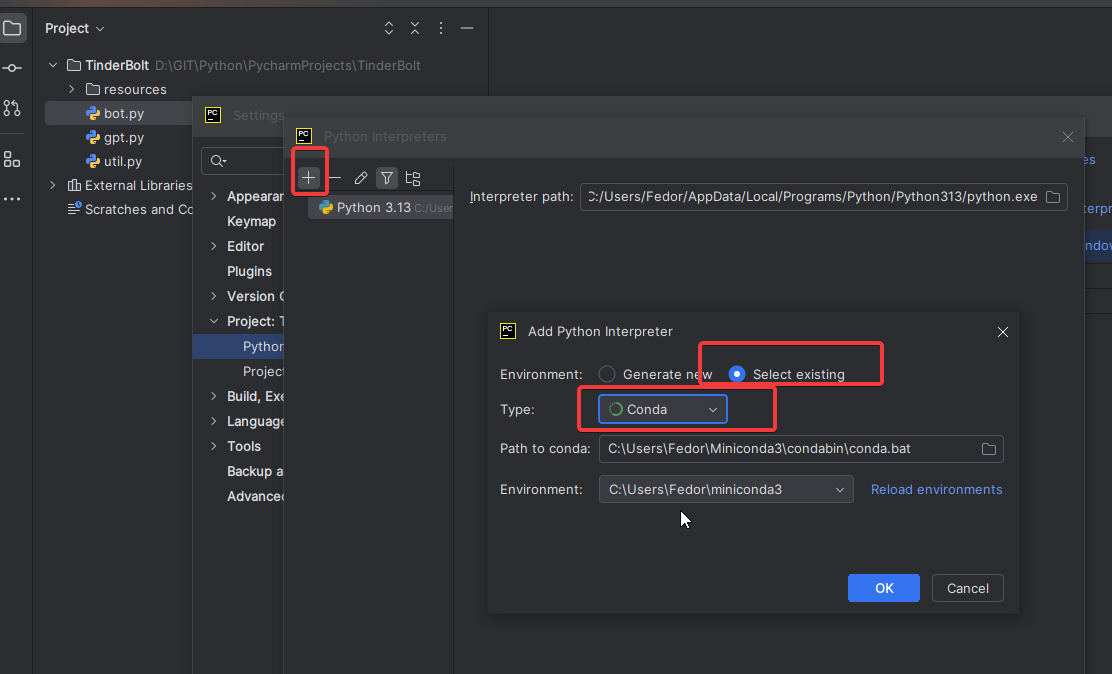 Project
TinderBolt D:\GIT\Python\PycharmProjects\TinderBolt
resources
bot.py
gpt.py
util.py
External Libraries
Scratches and Co
PC Settings
Appearan
Keymap
Editor
Plugins
Version C
Project: T
Python
Project
Build, Exe
Language
Tools
Backup a
Advanced
PC Python Interpreters
Python 3.13 C:/User
Interpreter path: C:/Users/Fedor/AppData/Local/Programs/Python/Python313/python.exe
es
terpr
ndow
PC Add Python Interpreter
Environment: Generate new Select existing
Type: Conda
Path to conda: C:\Users\Fedor\Miniconda3\condabin\conda.bat
Environment: C:\Users\Fedor\miniconda3 Reload environments
OK Cancel